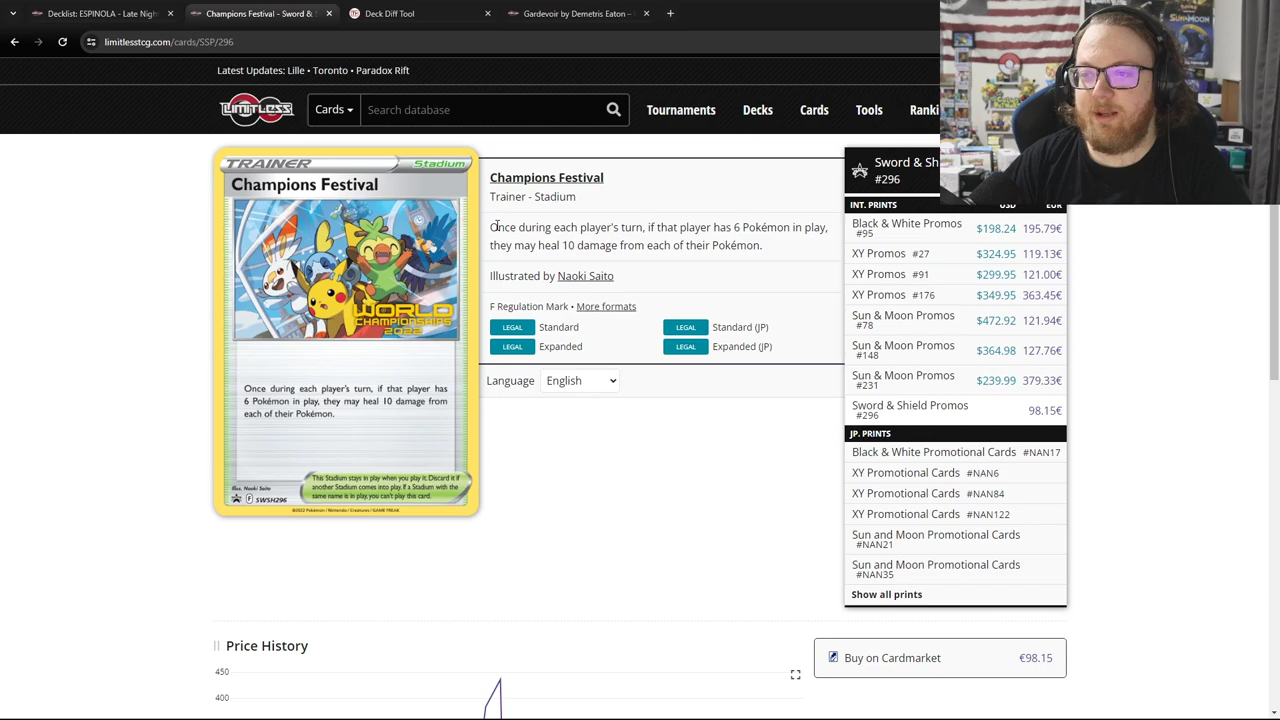 Decklist: ESPINOLA – Late Nigh
Champions Festival - Sword & S
Deck Diff Tool
Gardevoir by Demetris Eaton –
limitlesstcg.com/cards/SSP/296
Latest Updates: Lille • Toronto • Paradox Rift
LIMITLESS
Cards
Search database
Tournaments
Decks
Cards
Tools
Ranki
TRAINER
Stadium
Champions Festival
WORLD
CHAMPIONSHIPS
2022
Once during each player's turn, if that player has
6 Pokémon in play, they may heal 10 damage from
each of their Pokémon.
This Stadium stays in play when you play it. Discard it if
another Stadium comes into play. If a Stadium with the
same name is in play, you can't play this card.
Illus. Naoki Saito
F SWSH296
©2022 Pokémon / Nintendo / Creatures / GAME FREAK
Champions Festival
Trainer - Stadium
Once during each player's turn, if that player has 6 Pokémon in play,
they may heal 10 damage from each of their Pokémon.
Illustrated by Naoki Saito
F Regulation Mark • More formats
LEGAL Standard LEGAL Standard (JP)
LEGAL Expanded LEGAL Expanded (JP)
Language English
Sword & Shi
#296
INT. PRINTS USD EUR
Black & White Promos
#95 $198.24 195.79€
XY Promos #27 $324.95 119.13€
XY Promos #91 $299.95 121.00€
XY Promos #176 $349.95 363.45€
Sun & Moon Promos
#78 $472.92 121.94€
Sun & Moon Promos
#148 $364.98 127.76€
Sun & Moon Promos
#231 $239.99 379.33€
Sword & Shield Promos
#296 98.15€
JP. PRINTS
Black & White Promotional Cards #NAN17
XY Promotional Cards #NAN6
XY Promotional Cards #NAN84
XY Promotional Cards #NAN122
Sun and Moon Promotional Cards
#NAN21
Sun and Moon Promotional Cards
#NAN35
Show all prints
Price History
450
400
Buy on Cardmarket €98.15